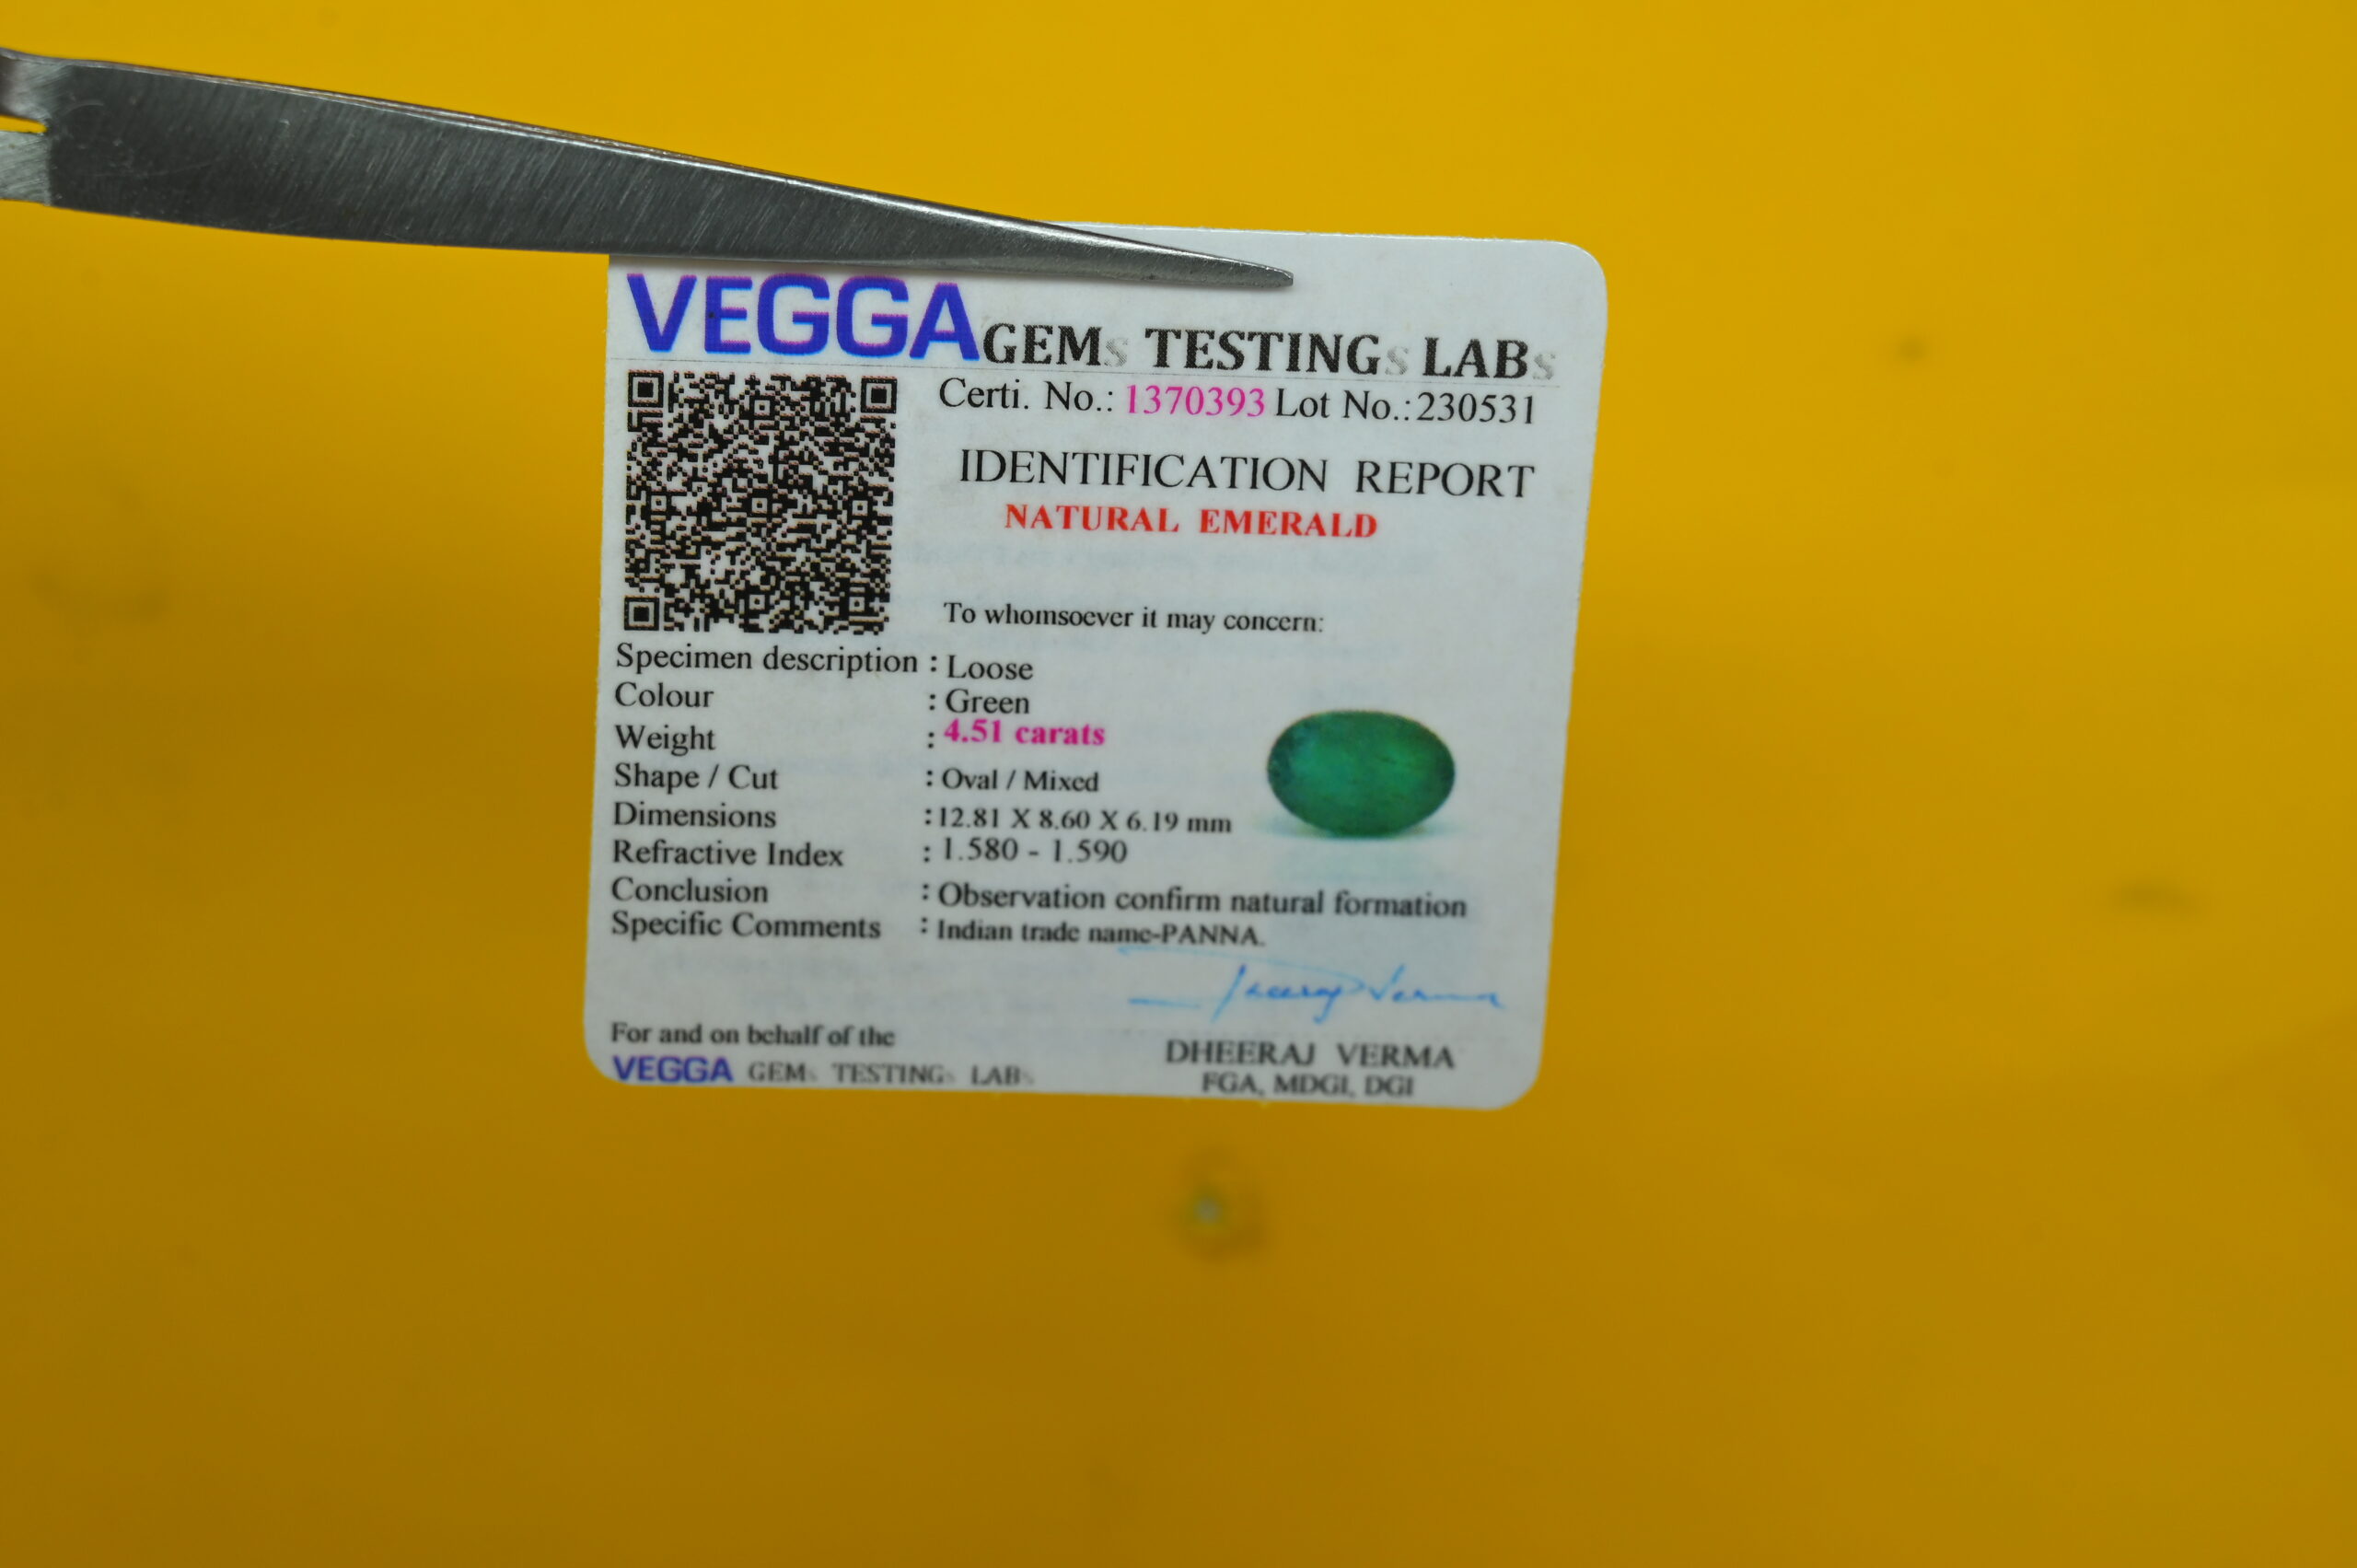 VEGGA GEMs TESTINGs LABs
Certi. No.: 1370393 Lot No.:230531
IDENTIFICATION REPORT
NATURAL EMERALD
To whomsoever it may concern:
Specimen description : Loose
Colour : Green
Weight : 4.51 carats
Shape / Cut : Oval / Mixed
Dimensions :12.81 X 8.60 X 6.19 mm
Refractive Index : 1.580 - 1.590
Conclusion : Observation confirm natural formation
Specific Comments : Indian trade name-PANNA.
Dheeraj Verma
For and on behalf of the
VEGGA GEMs TESTINGs LABs
DHEERAJ VERMA
FGA, MDGI, DGI